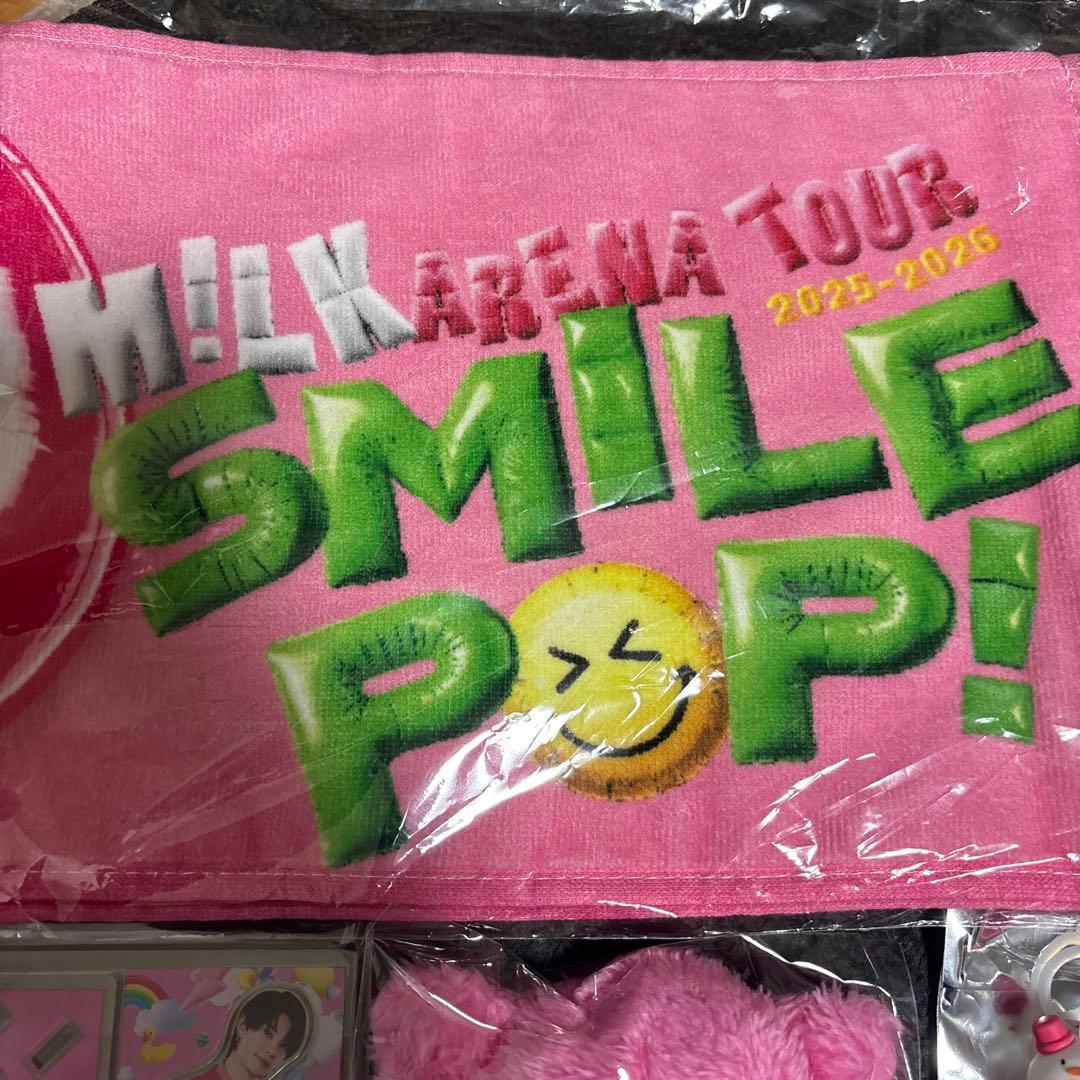 M!LK ARENA TOUR
2025-2026
SMILE
POP!